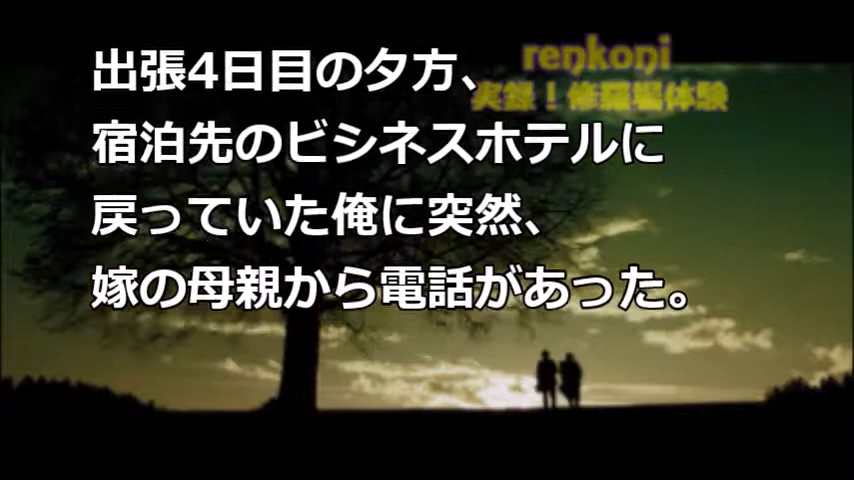 renkoni
実録！修羅場体験
出張4日目の夕方、
宿泊先のビシネスホテルに
戻っていた俺に突然、
嫁の母親から電話があった。